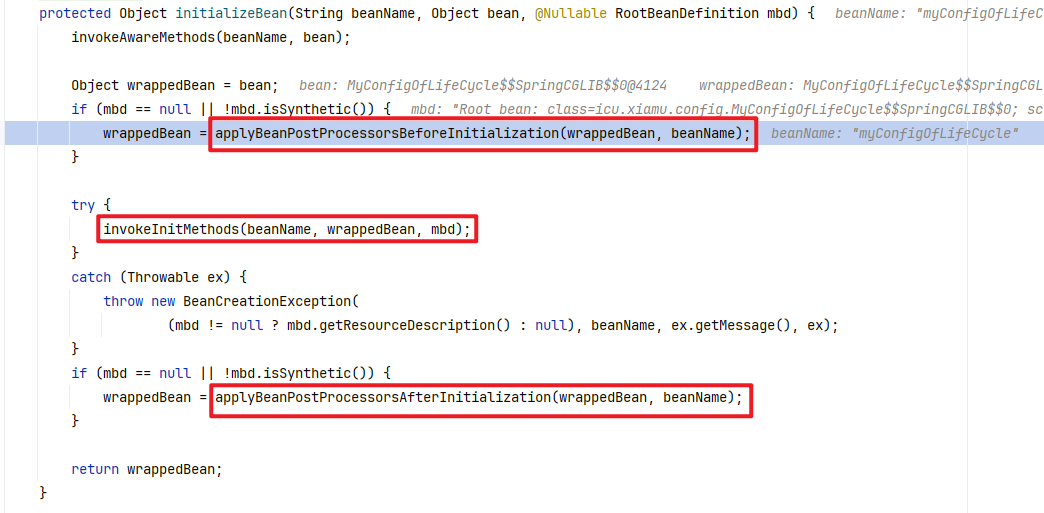 protected Object initializeBean(String beanName, Object bean, @Nullable RootBeanDefinition mbd) {   beanName: "myConfigOfLifeC
    invokeAwareMethods(beanName, bean);
    Object wrappedBean = bean;   bean: MyConfigOfLifeCycle$$SpringCGLIB$$0@4124    wrappedBean: MyConfigOfLifeCycle$$SpringCGL
    if (mbd == null || !mbd.isSynthetic()) {   mbd: "Root bean: class=icu.xiamu.config.MyConfigOfLifeCycle$$SpringCGLIB$$0; sc
        wrappedBean = applyBeanPostProcessorsBeforeInitialization(wrappedBean, beanName);   beanName: "myConfigOfLifeCycle"
    }
    try {
        invokeInitMethods(beanName, wrappedBean, mbd);
    }
    catch (Throwable ex) {
        throw new BeanCreationException(
                (mbd != null ? mbd.getResourceDescription() : null), beanName, ex.getMessage(), ex);
    }
    if (mbd == null || !mbd.isSynthetic()) {
        wrappedBean = applyBeanPostProcessorsAfterInitialization(wrappedBean, beanName);
    }
    return wrappedBean;
}